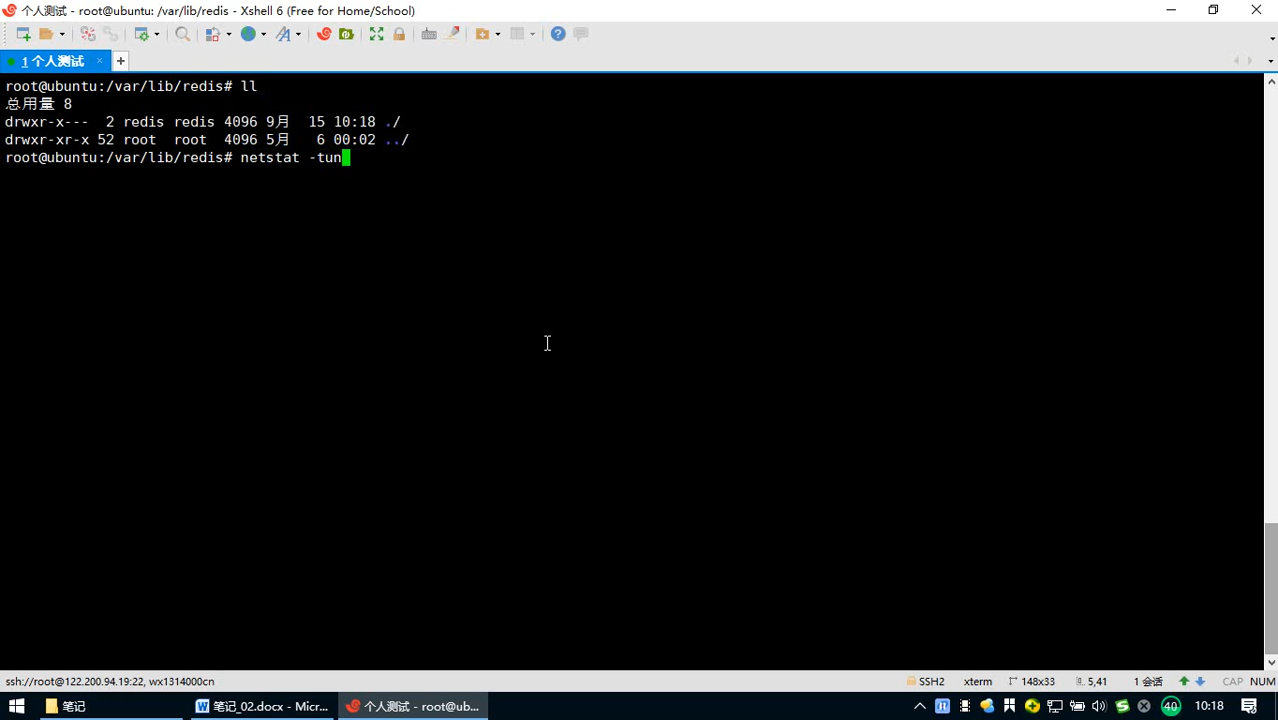 个人测试 - root@ubuntu: /var/lib/redis - Xshell 6 (Free for Home/School)
1 个人测试
root@ubuntu:/var/lib/redis# ll
总用量 8
drwxr-x---  2 redis redis 4096 9月  15 10:18 ./
drwxr-xr-x 52 root  root  4096 5月   6 00:02 ../
root@ubuntu:/var/lib/redis# netstat -tun
ssh://root@122.200.94.19:22, wx1314000cn SSH2 xterm 148x33 5,41 1 会话 CAP NUM
笔记 笔记_02.docx - Micr... 个人测试 - root@ub... 40 10:18